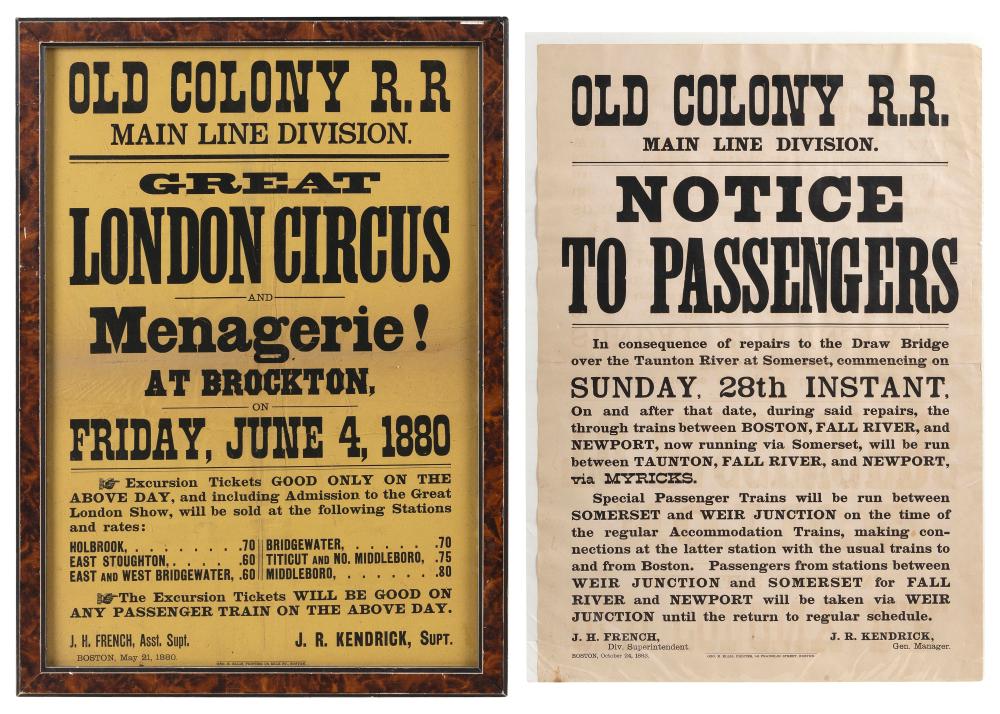 OLD COLONY R.R
MAIN LINE DIVISION.
GREAT
LONDON CIRCUS
AND
Menagerie!
AT BROCKTON,
ON
FRIDAY, JUNE 4, 1880
☞ Excursion Tickets GOOD ONLY ON THE
ABOVE DAY, and including Admission to the Great
London Show, will be sold at the following Stations
and rates:
HOLBROOK, . . . . . . . . .70 BRIDGEWATER, . . . . . . .70
EAST STOUGHTON, . . . . . .60 TITICUT AND NO. MIDDLEBORO, .75
EAST AND WEST BRIDGEWATER, .60 MIDDLEBORO, . . . . . . . .80
☞The Excursion Tickets WILL BE GOOD ON
ANY PASSENGER TRAIN ON THE ABOVE DAY.
J. H. FRENCH, Asst. Supt. J. R. KENDRICK, SUPT.
BOSTON, May 21, 1880.
OLD COLONY R.R.
MAIN LINE DIVISION.
NOTICE
TO PASSENGERS
In consequence of repairs to the Draw Bridge
over the Taunton River at Somerset, commencing on
SUNDAY, 28th INSTANT,
On and after that date, during said repairs, the
through trains between BOSTON, FALL RIVER, and
NEWPORT, now running via Somerset, will be run
between TAUNTON, FALL RIVER, and NEWPORT,
via MYRICKS.
Special Passenger Trains will be run between
SOMERSET and WEIR JUNCTION on the time of
the regular Accommodation Trains, making con-
nections at the latter station with the usual trains to
and from Boston. Passengers from stations between
WEIR JUNCTION and SOMERSET for FALL
RIVER and NEWPORT will be taken via WEIR
JUNCTION until the return to regular schedule.
J. H. FRENCH, J. R. KENDRICK,
Div. Superintendent. Gen. Manager.
BOSTON, October 24, 1883. GEO. H. ELLIS, PRINTER, 141 FRANKLIN STREET, BOSTON.